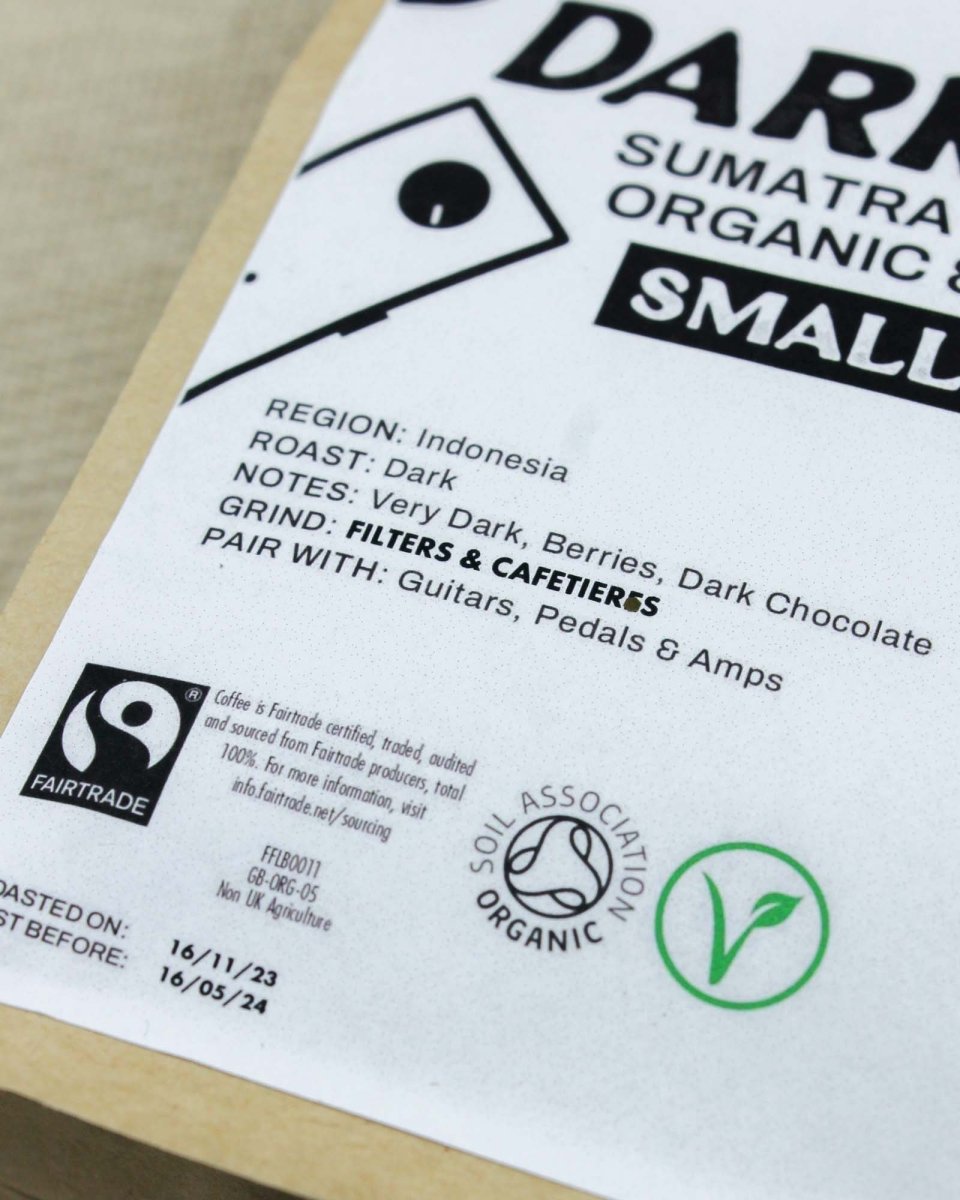 DAR
SUMATRA
ORGANIC &
SMALL
REGION: Indonesia
ROAST: Dark
NOTES: Very Dark, Berries, Dark Chocolate
GRIND: FILTERS & CAFETIERES
PAIR WITH: Guitars, Pedals & Amps
®
FAIRTRADE
Coffee is Fairtrade certified, traded, audited
and sourced from Fairtrade producers, total
100%. For more information, visit
info.fairtrade.net/sourcing
FFLB0011
GB-ORG-05
Non UK Agriculture
SOIL ASSOCIATION
ORGANIC
V
OASTED ON: 16/11/23
ST BEFORE: 16/05/24